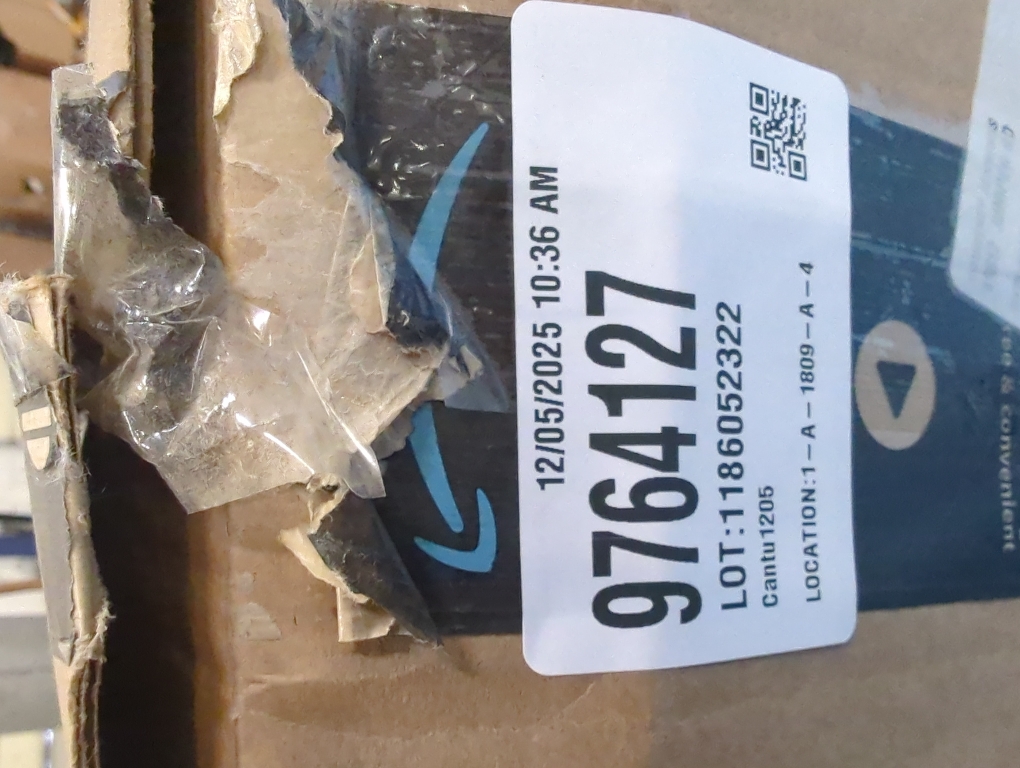 12/05/2025 10:36 AM
9764127
LOT:1186052322
Cantu1205
LOCATION:1-A-1809-A-4
& convenient